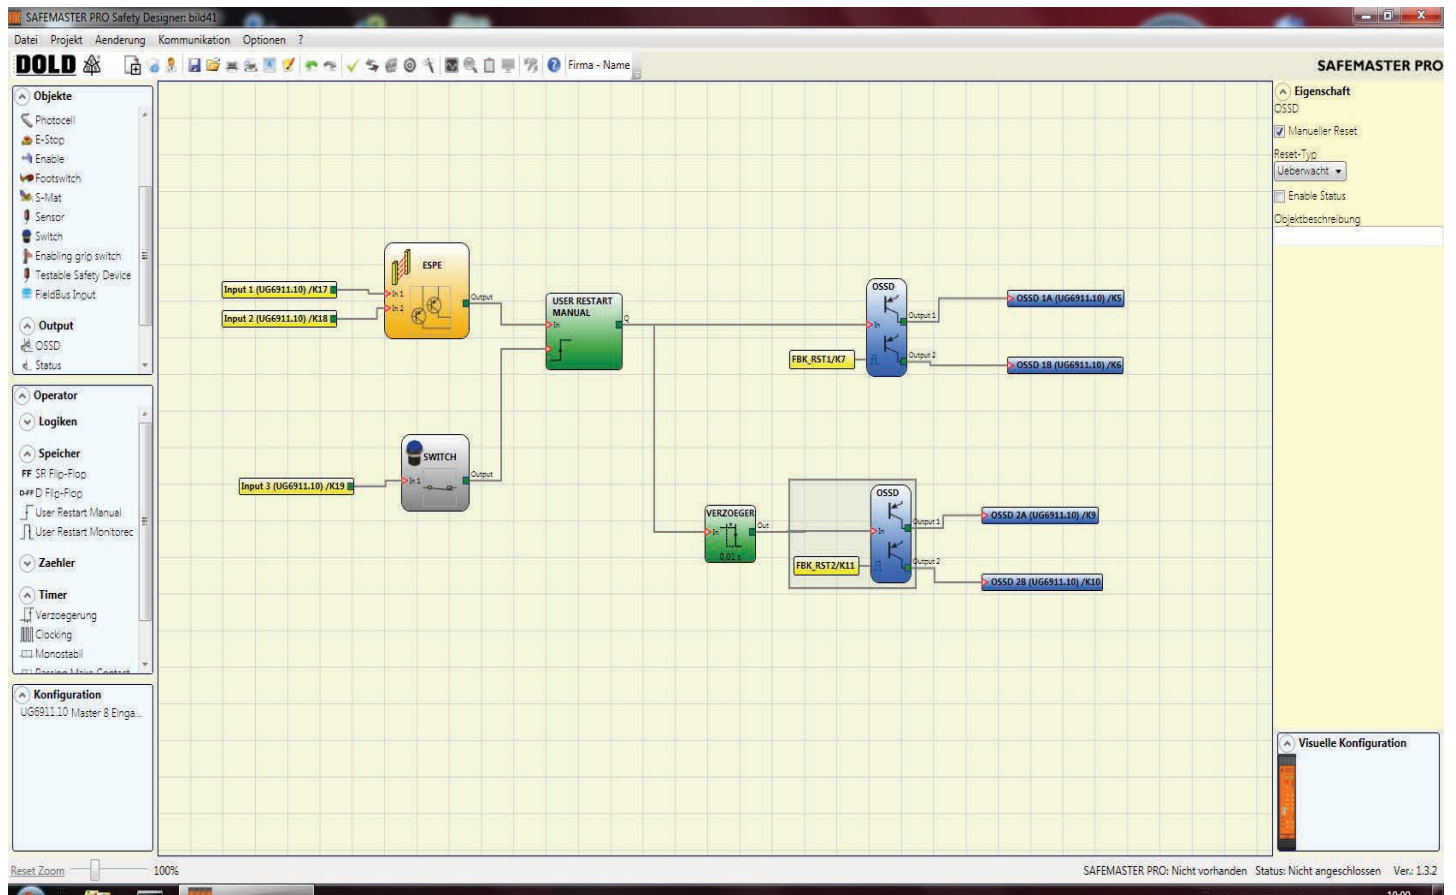 SAFEMASTER PRO Safety Designer: bild41
Datei Projekt Aenderung Kommunikation Optionen ?
DOLD
Firma - Name
SAFEMASTER PRO
Objekte
Photocell
E-Stop
Enable
Footswitch
S-Mat
Sensor
Switch
Enabling grip switch
Testable Safety Device
FieldBus Input
Output
OSSD
Status
Operator
Logiken
Speicher
FF SR Flip-Flop
D-FF D Flip-Flop
User Restart Manual
User Restart Monitorec
Zaehler
Timer
Verzoegerung
Clocking
Monostabil
Passing Make Contact
Konfiguration
UG6911.10 Master 8 Einga...
Input 1 (UG6911.10) /K17
Input 2 (UG6911.10) /K18
ESPE
In 1
In 2
Output
USER RESTART
MANUAL
In
Q
Input 3 (UG6911.10) /K19
SWITCH
In 1
Output
OSSD
In
Output 1
Output 2
FBK_RST1/K7
OSSD 1A (UG6911.10) /K5
OSSD 1B (UG6911.10) /K6
VERZOEGER
In
Out
0.01 s
OSSD
In
Output 1
Output 2
FBK_RST2/K11
OSSD 2A (UG6911.10) /K9
OSSD 2B (UG6911.10) /K10
Eigenschaft
OSSD
Manueller Reset
Reset-Typ
Ueberwacht
Enable Status
Objektbeschreibung
Visuelle Konfiguration
Reset Zoom
100%
SAFEMASTER PRO: Nicht vorhanden Status: Nicht angeschlossen Ver.: 1.3.2